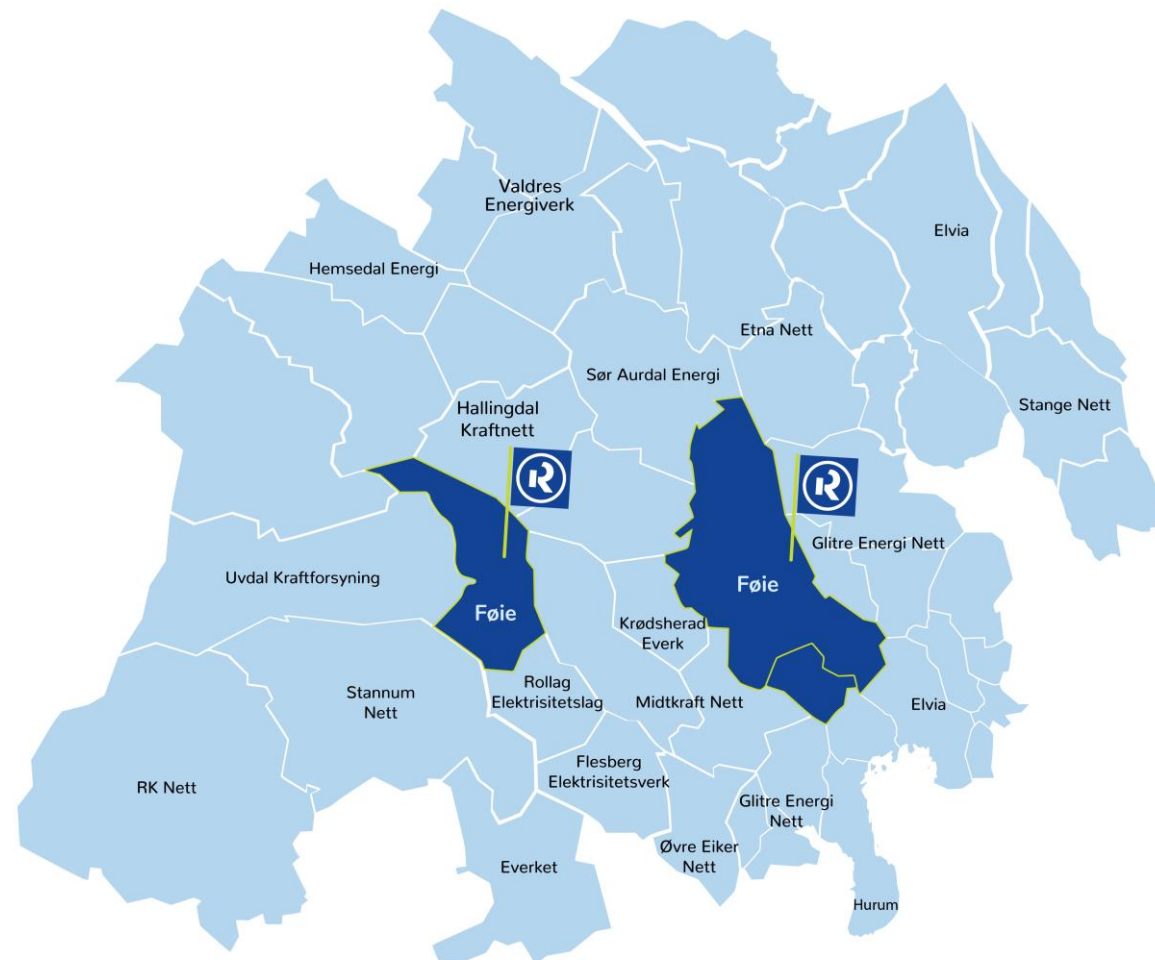 Valdres
Energiverk
Elvia
Hemsedal Energi
Etna Nett
Sør Aurdal Energi
Stange Nett
Hallingdal
Kraftnett
R
R
Glitre Energi Nett
Uvdal Kraftforsyning
Føie
Føie
Krødsherad
Everk
Rollag
Elektrisitetslag
Stannum
Nett
Midtkraft Nett
Elvia
Flesberg
Elektrisitetsverk
RK Nett
Glitre Energi
Nett
Øvre Eiker
Nett
Everket
Hurum